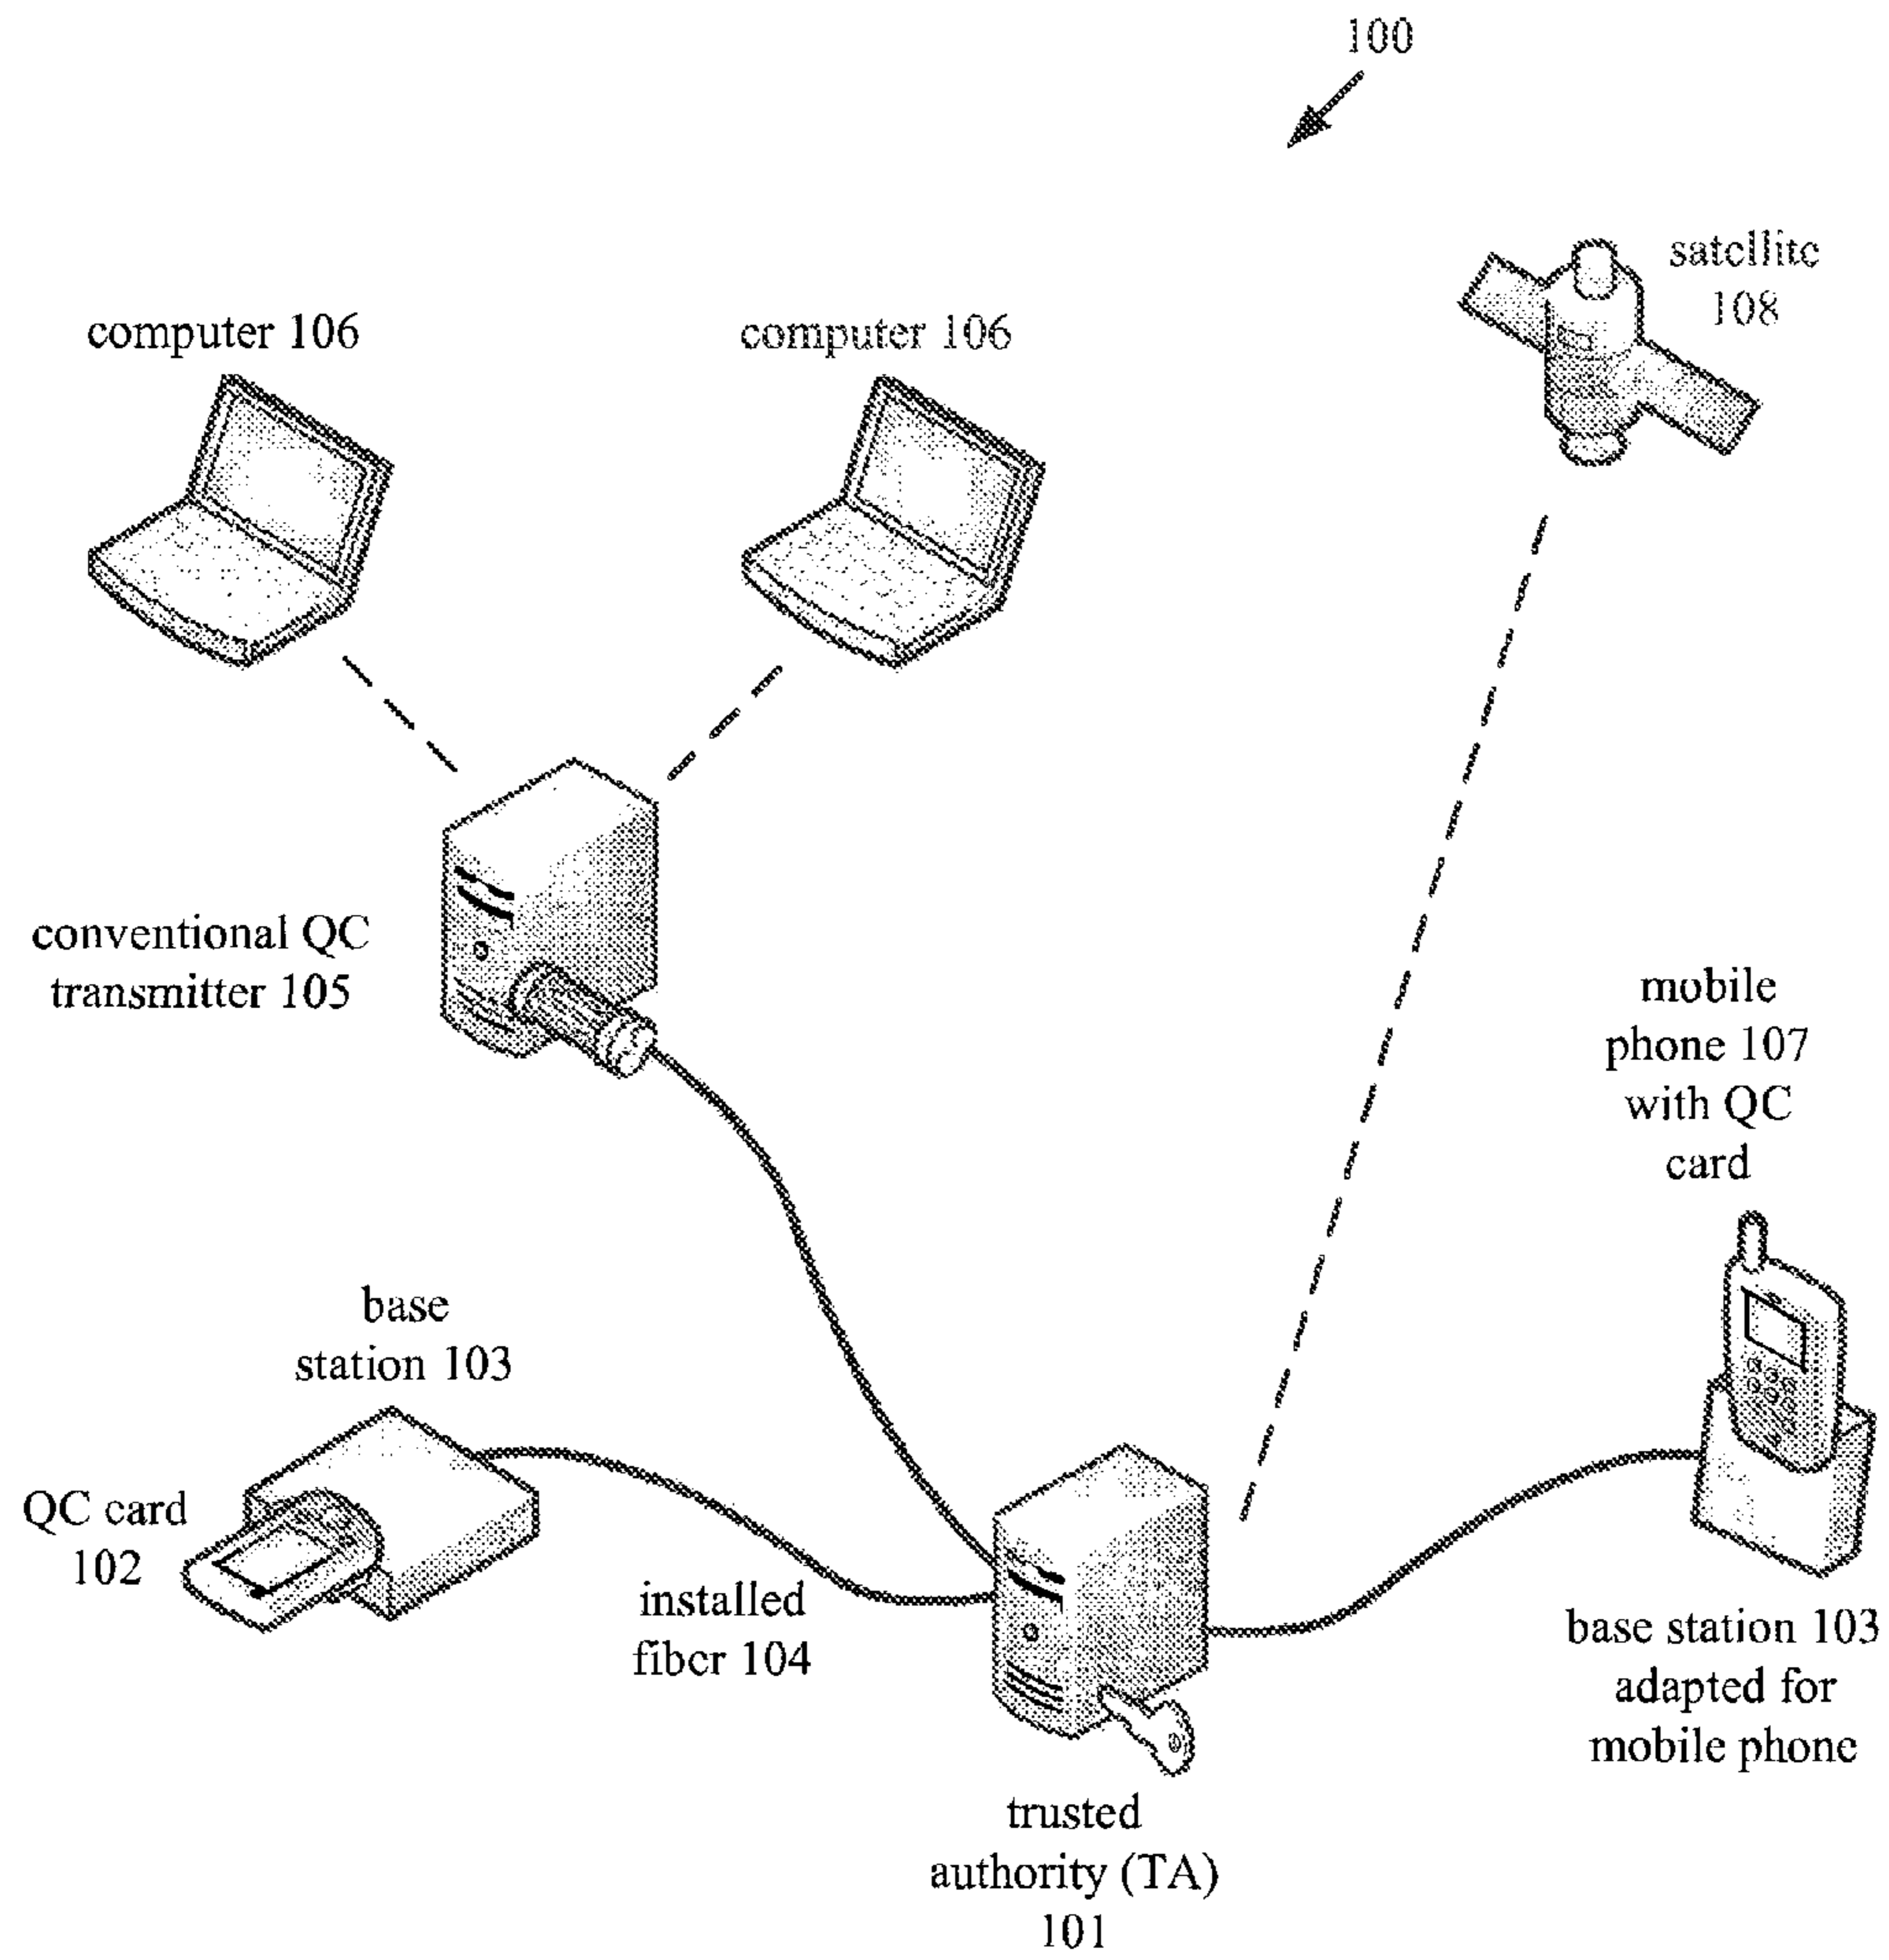 100
satellite
108
computer 106
computer 106
conventional QC
transmitter 105
mobile
phone 107
with QC
card
base
station 103
QC card
102
installed
fiber 104
base station 103
adapted for
mobile phone
trusted
authority (TA)
101